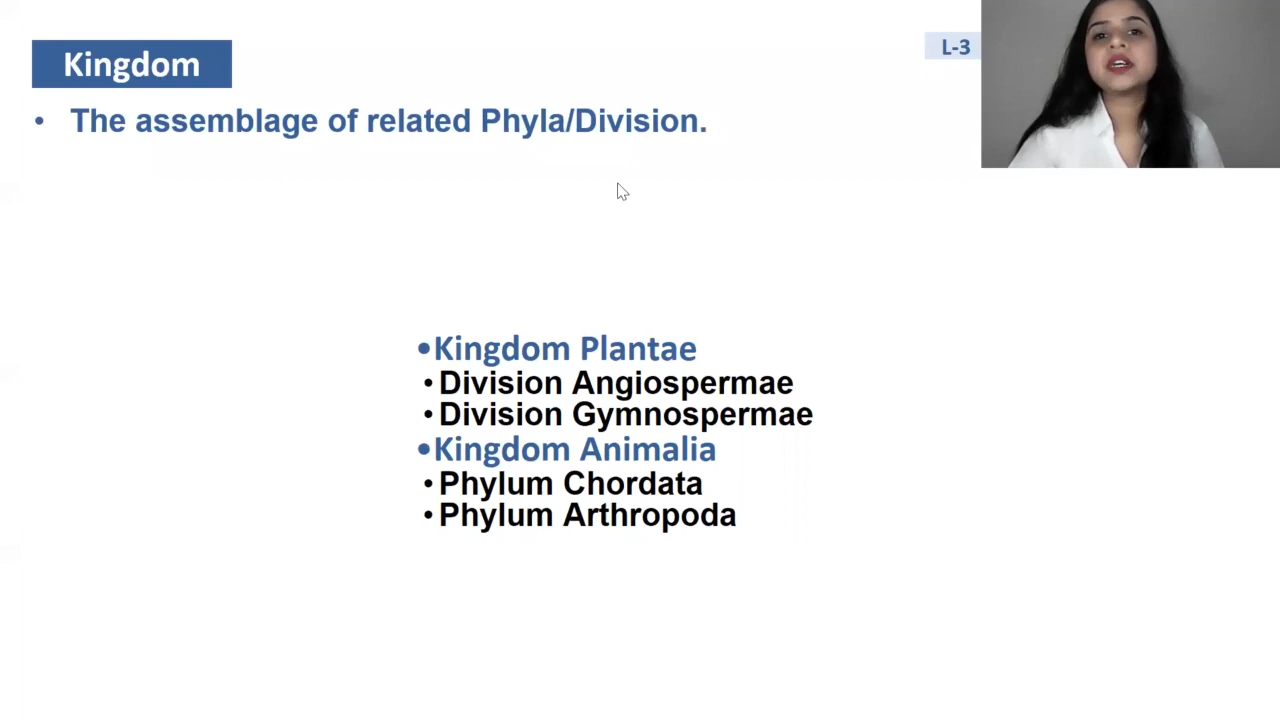 Kingdom
L-3
• The assemblage of related Phyla/Division.
•Kingdom Plantae
•Division Angiospermae
•Division Gymnospermae
•Kingdom Animalia
•Phylum Chordata
•Phylum Arthropoda